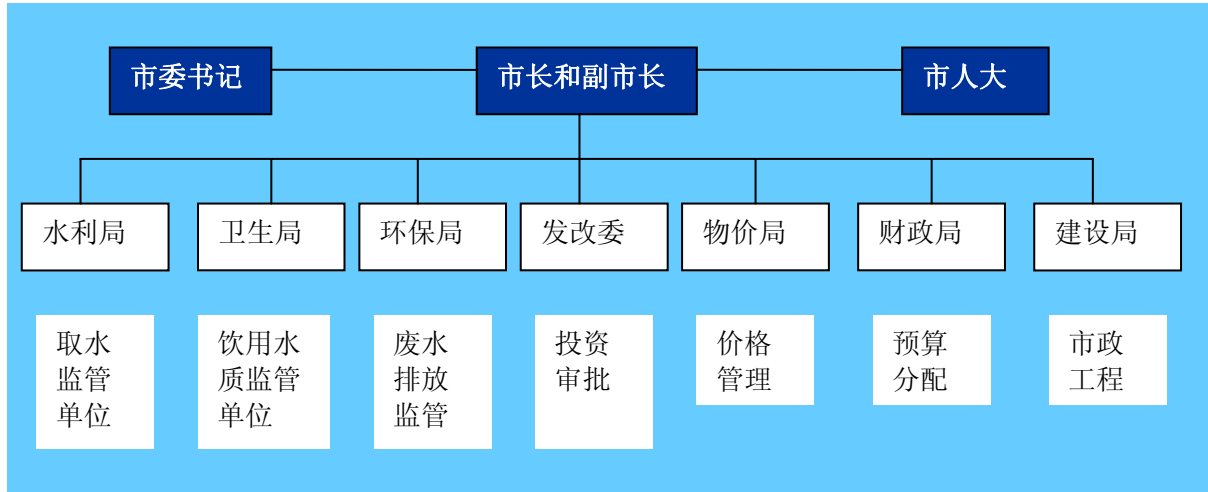 市委书记
市长和副市长
市人大
水利局
卫生局
环保局
发改委
物价局
财政局
建设局
取水
监管
单位
饮用水
质监管
单位
废水
排放
监管
投资
审批
价格
管理
预算
分配
市政
工程